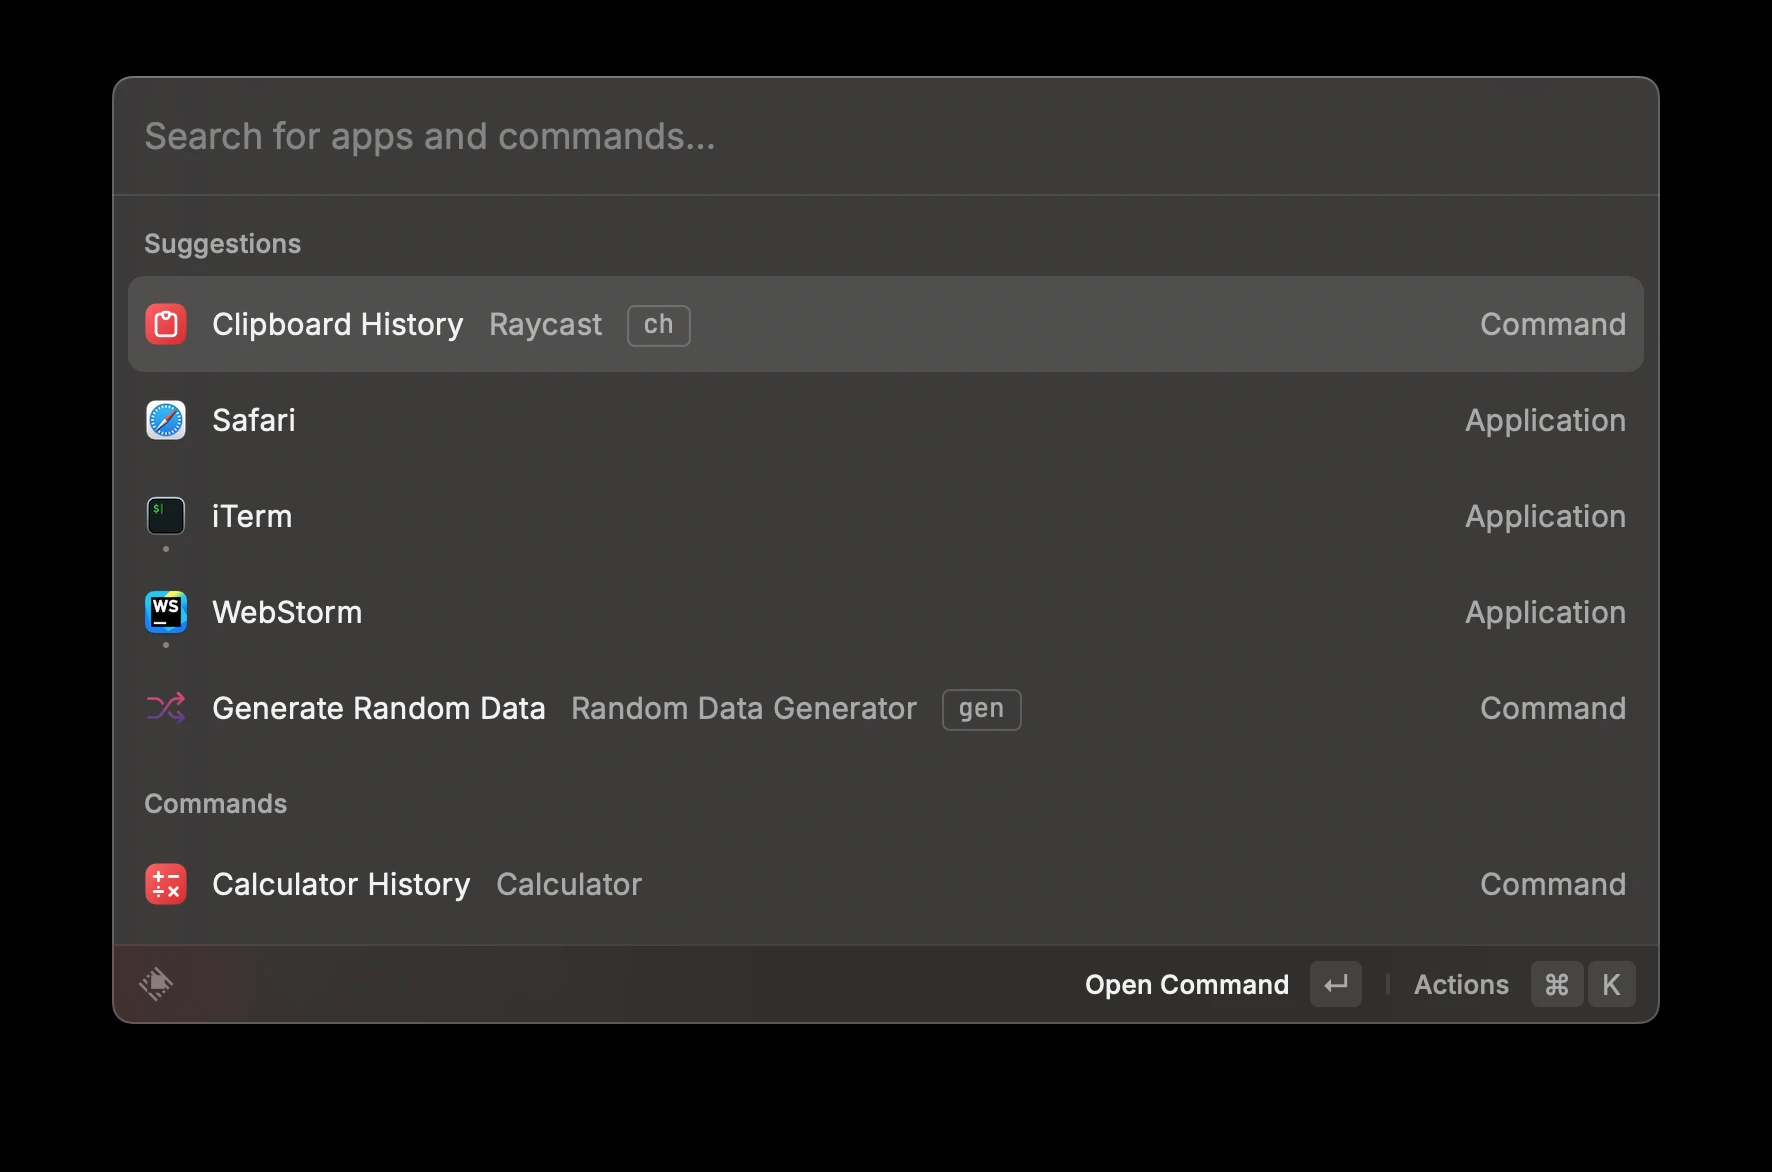 Search for apps and commands...
Suggestions
Clipboard History Raycast ch Command
Safari Application
$
iTerm Application
WS
WebStorm Application
Generate Random Data Random Data Generator gen Command
Commands
Calculator History Calculator Command
Open Command ↵ Actions ⌘ K